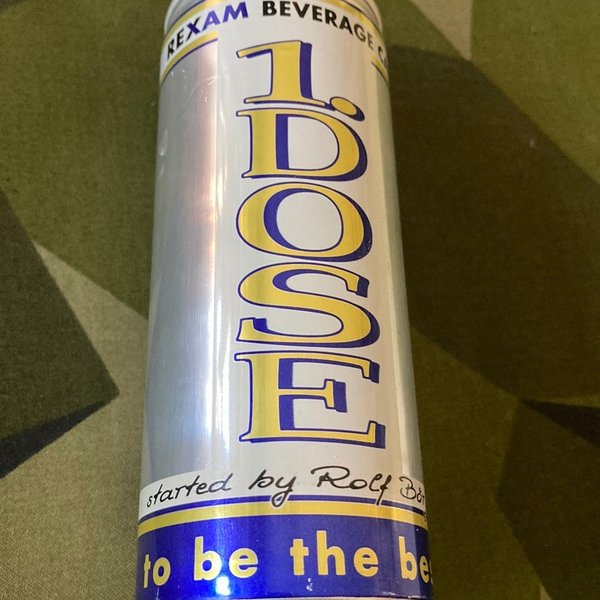 REXAM BEVERAGE
1. DOSE
started by Rolf
to be the